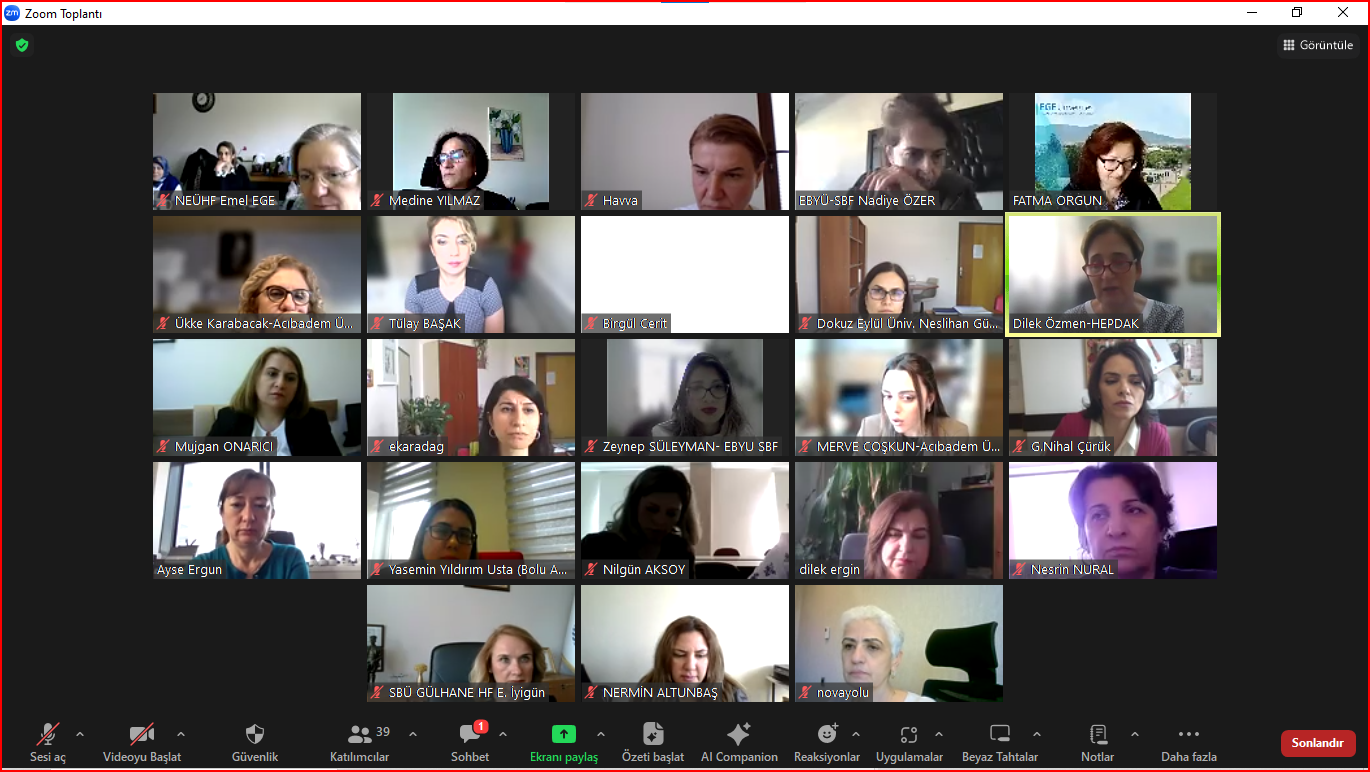 zm Zoom Toplantı
Görüntüle
NEÜHF Emel EGE
Medine YILMAZ
Havva
EBYÜ-SBF Nadiye ÖZER
EGE
FATMA ORGUN
Ükke Karabacak-Acıbadem Ü...
Tülay BAŞAK
Birgül Cerit
Dokuz Eylül Üniv. Neslihan Gü...
Dilek Özmen-HEPDAK
Mujgan ONARICI
ekaradag
Zeynep SÜLEYMAN- EBYU SBF
MERVE COŞKUN-Acıbadem Ü...
G.Nihal Çürük
Ayse Ergun
Yasemin Yıldırım Usta (Bolu A...
Nilgün AKSOY
dilek ergin
Nesrin NURAL
SBÜ GÜLHANE HF E. İyigün
NERMİN ALTUNBAŞ
novayolu
39
1
Sesi aç
Videoyu Başlat
Güvenlik
Katılımcılar
Sohbet
Ekranı paylaş
Özeti başlat
AI Companion
Reaksiyonlar
Uygulamalar
Beyaz Tahtalar
Notlar
Daha fazla
Sonlandır